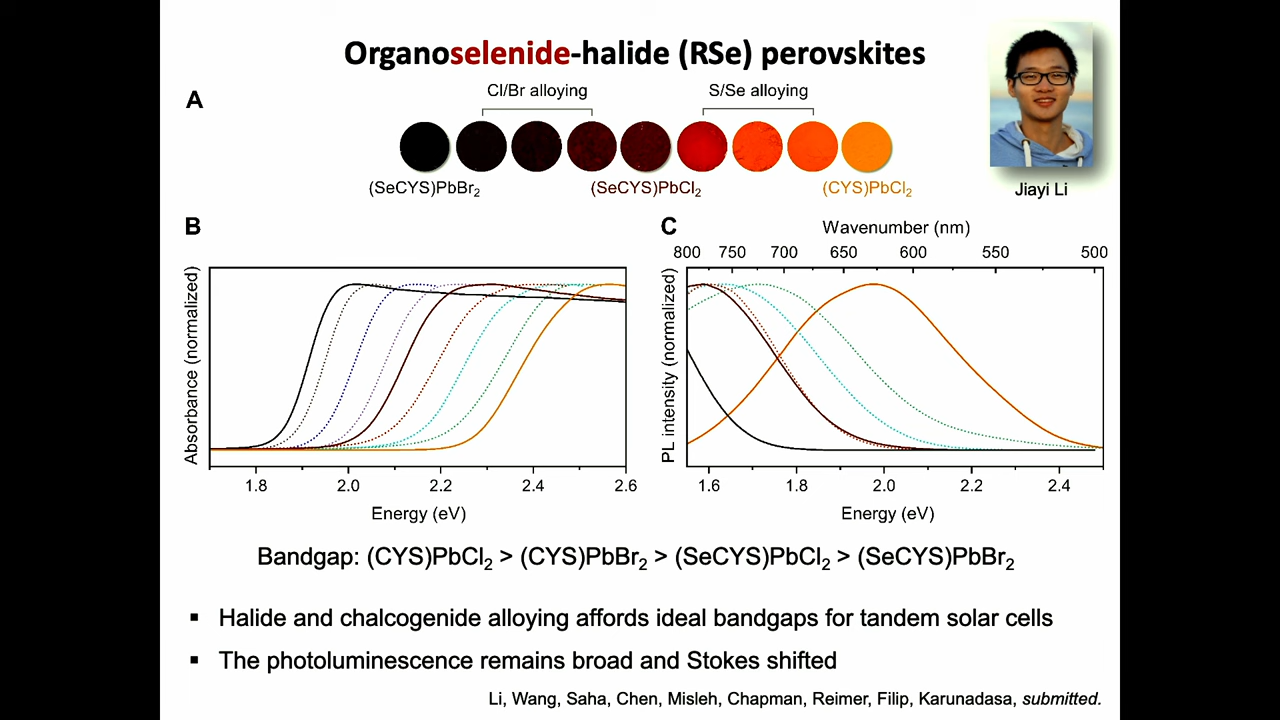 Organoselenide-halide (RSe) perovskites
A
Cl/Br alloying
S/Se alloying
(SeCYS)PbBr₂
(SeCYS)PbCl₂
(CYS)PbCl₂
Jiayi Li
B
Absorbance (normalized)
1.8 2.0 2.2 2.4 2.6
Energy (eV)
C
Wavenumber (nm)
800 750 700 650 600 550 500
PL intensity (normalized)
1.6 1.8 2.0 2.2 2.4
Energy (eV)
Bandgap: (CYS)PbCl₂ > (CYS)PbBr₂ > (SeCYS)PbCl₂ > (SeCYS)PbBr₂
▪ Halide and chalcogenide alloying affords ideal bandgaps for tandem solar cells
▪ The photoluminescence remains broad and Stokes shifted
Li, Wang, Saha, Chen, Misleh, Chapman, Reimer, Filip, Karunadasa, submitted.